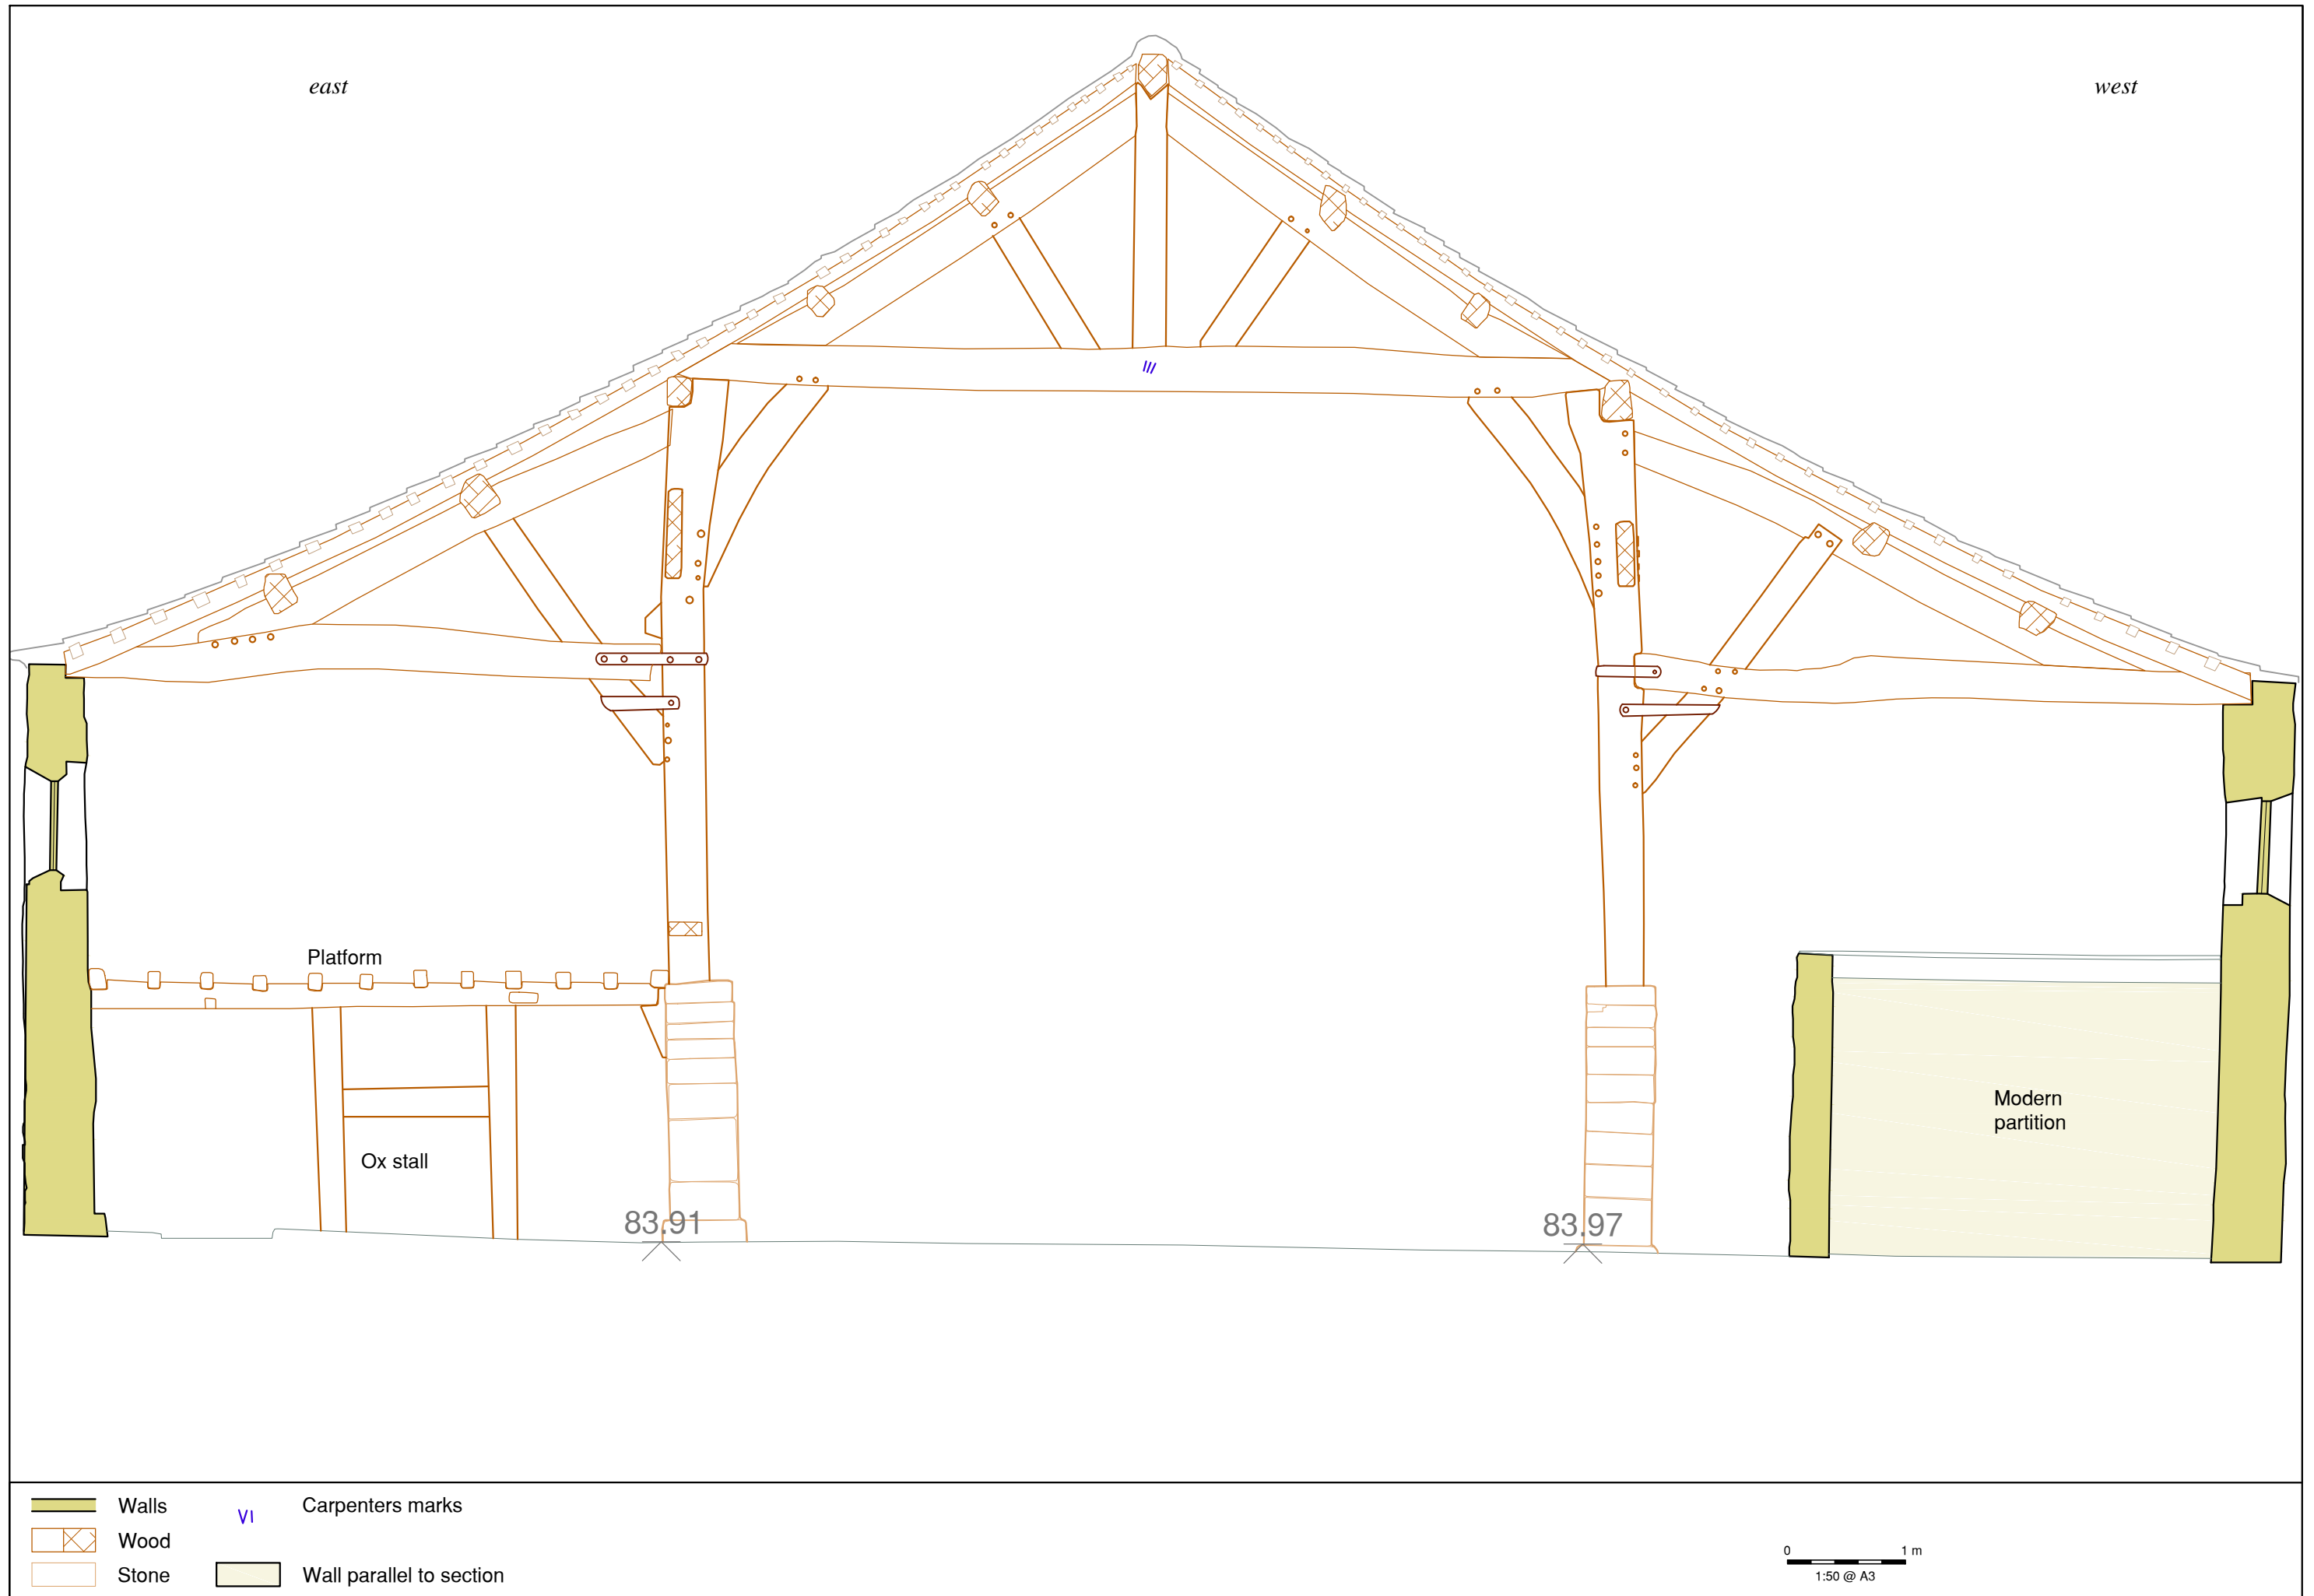 east
west
///
Platform
Ox stall
Modern
partition
83.91
83.97
Walls
VI
Carpenters marks
Wood
Stone
Wall parallel to section
0 1 m
1:50 @ A3